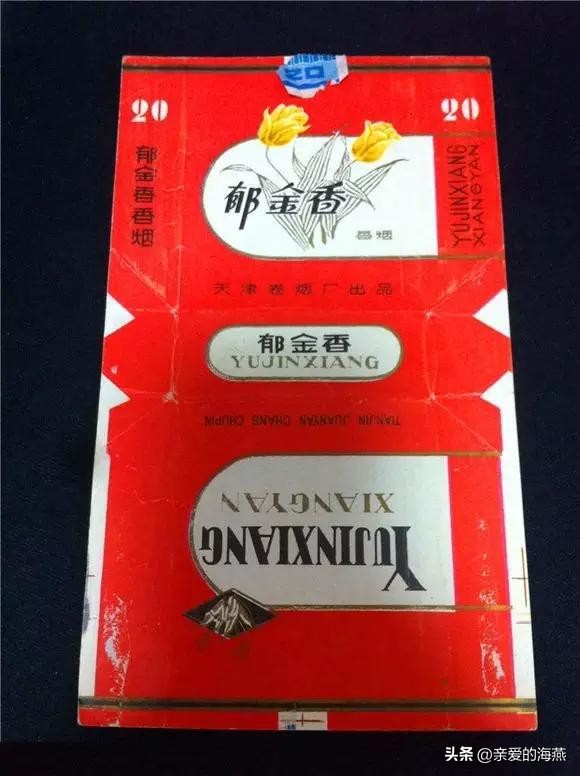 20
20
郁金香香烟
郁金香
香烟
YUJINXIANG
XIANGYAN
天津卷烟厂出品
郁金香
YUJINXIANG
TIANJIN JUANYAN CHANG CHUPIN
XIANGYAN
YUJINXIANG
头条 @亲爱的海燕